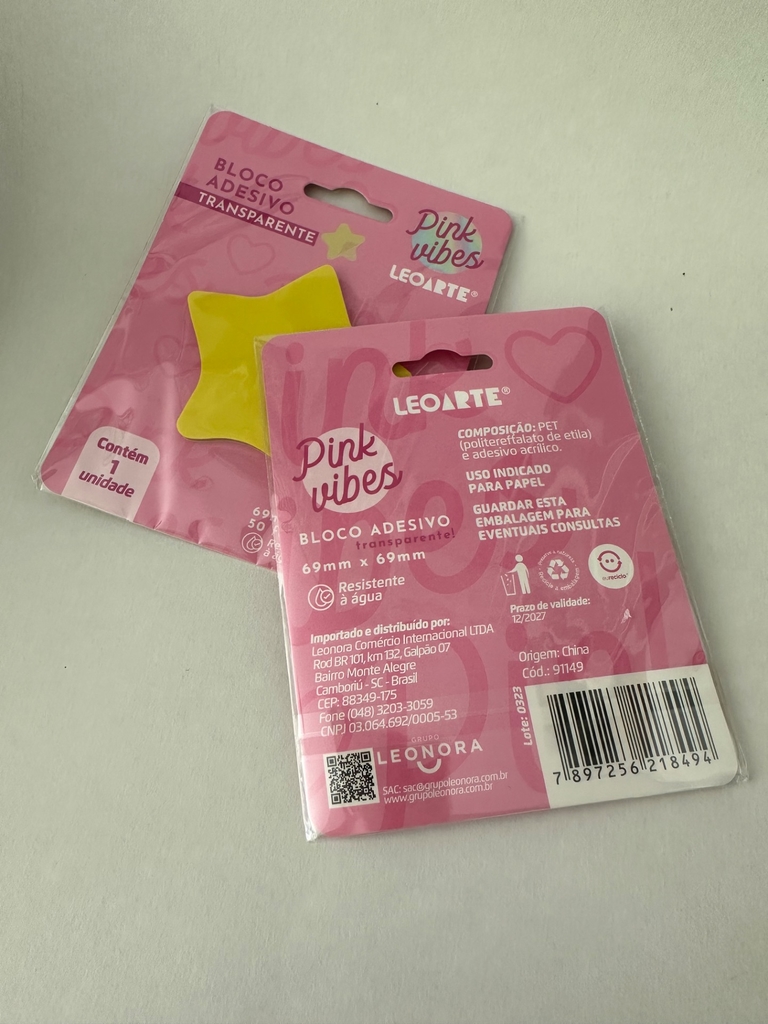 BLOCO
ADESIVO
TRANSPARENTE
Pink
vibes
LEOARTE®
Contém
1
unidade
69m
50
LEOARTE®
Pink
vibes
BLOCO ADESIVO
transparente!
69mm x 69mm
Resistente
à água
COMPOSIÇÃO: PET
(politereffalato de etila)
e adesivo acrílico.
USO INDICADO
PARA PAPEL
GUARDAR ESTA
EMBALAGEM PARA
EVENTUAIS CONSULTAS
eureciclo
Prazo de validade:
12/2027
Importado e distribuído por:
Leonora Comércio Internacional LTDA
Rod BR 101, km 132, Galpão 07
Bairro Monte Alegre
Camboriú - SC - Brasil
CEP: 88349-175
Fone (048) 3203-3059
CNPJ 03.064.692/0005-53
Origem: China
Cód.: 91149
Lote: 0323
GRUPO
LEONORA
SAC: sac@grupoleonora.com.br
www.grupoleonora.com.br
7 897256 218494